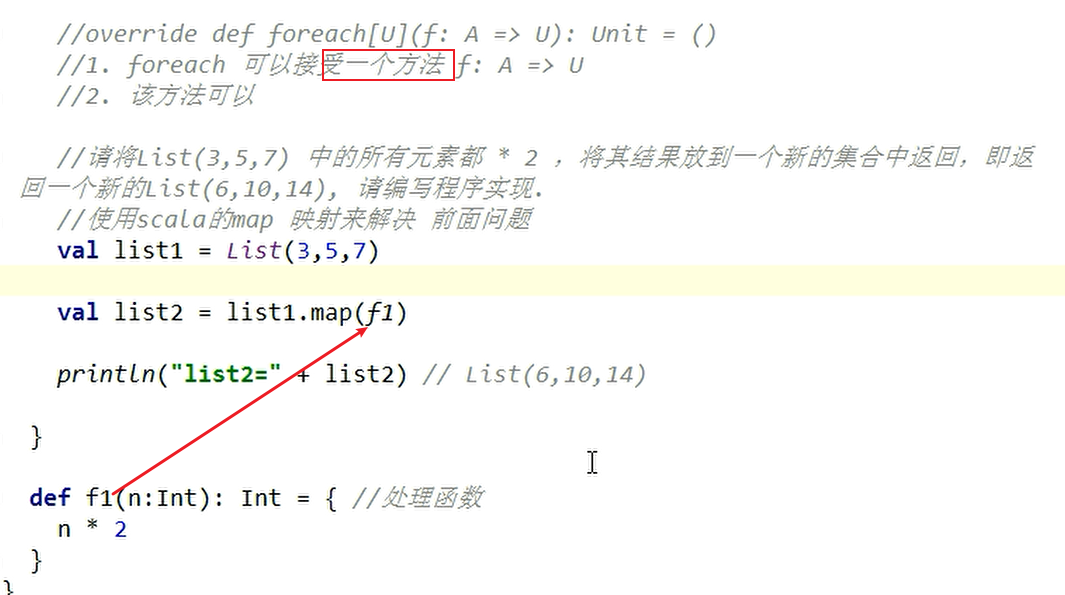 //override def foreach[U](f: A => U): Unit = ()
//1. foreach 可以接受一个方法 f: A => U
//2. 该方法可以
//请将List(3,5,7) 中的所有元素都 * 2 ，将其结果放到一个新的集合中返回，即返
回一个新的List(6,10,14), 请编写程序实现.
//使用scala的map 映射来解决 前面问题
val list1 = List(3,5,7)
val list2 = list1.map(f1)
println("list2=" + list2) // List(6,10,14)
}
def f1(n:Int): Int = { //处理函数
n * 2
}
}